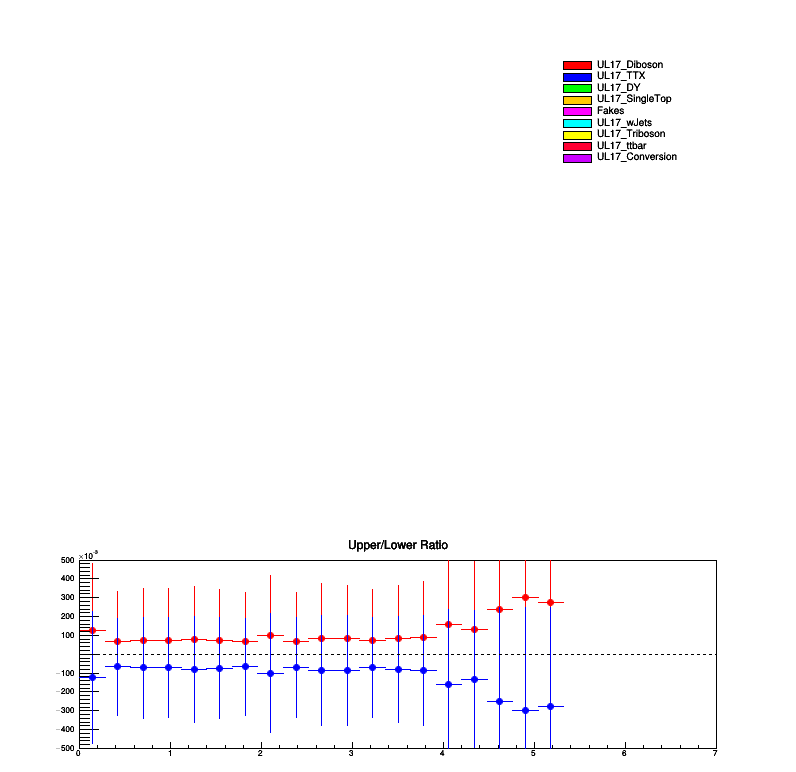 UL17_Diboson
UL17_TTX
UL17_DY
UL17_SingleTop
Fakes
UL17_wJets
UL17_Triboson
UL17_ttbar
UL17_Conversion
Upper/Lower Ratio
×10⁻³
500
400
300
200
100
−100
−200
−300
−400
−500
0 1 2 3 4 5 6 7